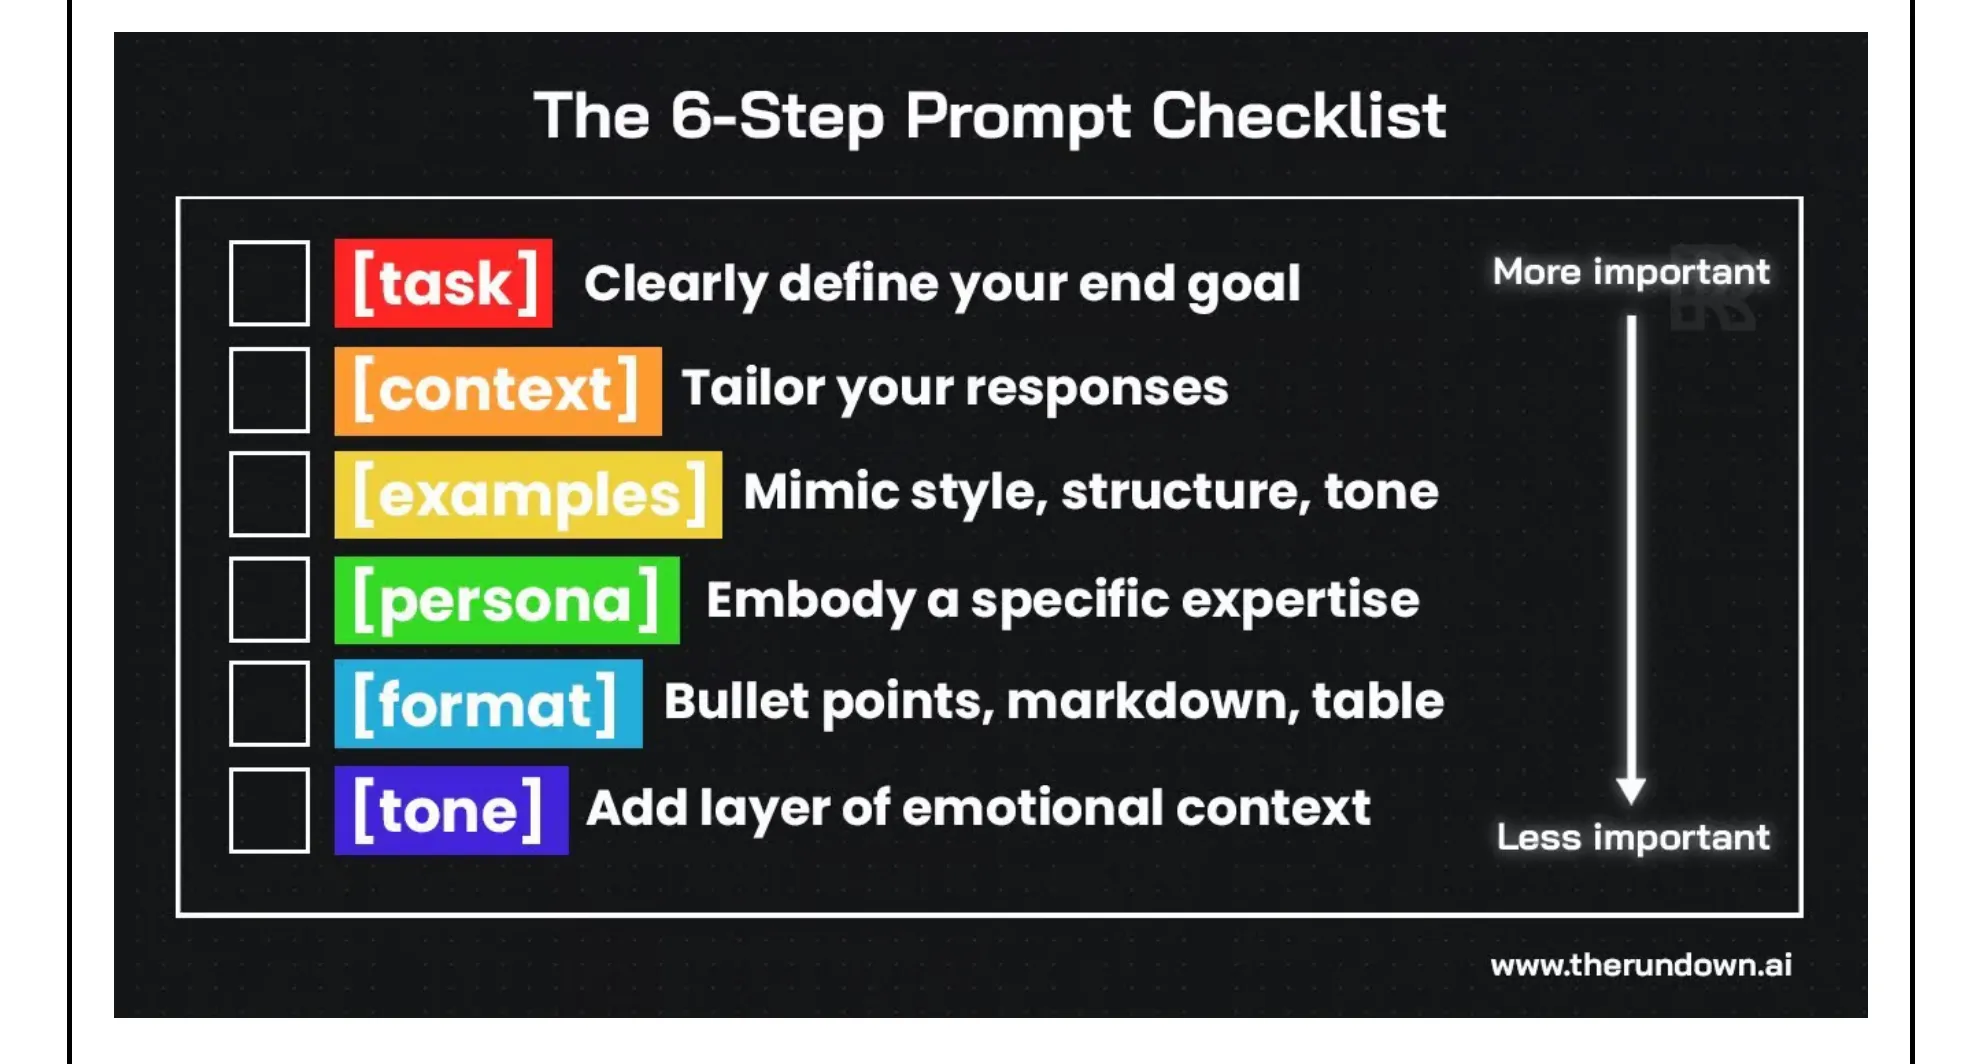 The 6-Step Prompt Checklist
[task] Clearly define your end goal
More important
[context] Tailor your responses
[examples] Mimic style, structure, tone
[persona] Embody a specific expertise
[format] Bullet points, markdown, table
[tone] Add layer of emotional context
Less important
www.therundown.ai